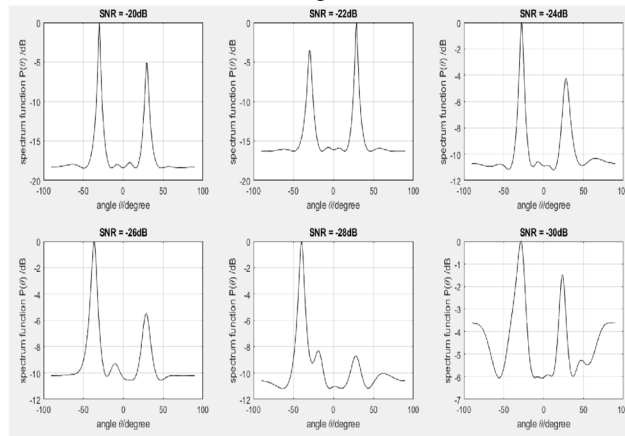 SNR = -20dB
spectrum function P(θ) /dB
0
-5
-10
-15
-20
-100 -50 0 50 100
angle θ/degree
SNR = -22dB
spectrum function P(θ) /dB
0
-5
-10
-15
-20
-100 -50 0 50 100
angle θ/degree
SNR = -24dB
spectrum function P(θ) /dB
0
-2
-4
-6
-8
-10
-12
-100 -50 0 50 100
angle θ/degree
SNR = -26dB
spectrum function P(θ) /dB
0
-2
-4
-6
-8
-10
-12
-100 -50 0 50 100
angle θ/degree
SNR = -28dB
spectrum function P(θ) /dB
0
-2
-4
-6
-8
-10
-12
-100 -50 0 50 100
angle θ/degree
SNR = -30dB
spectrum function P(θ) /dB
0
-1
-2
-3
-4
-5
-6
-7
-100 -50 0 50
angle θ/degree